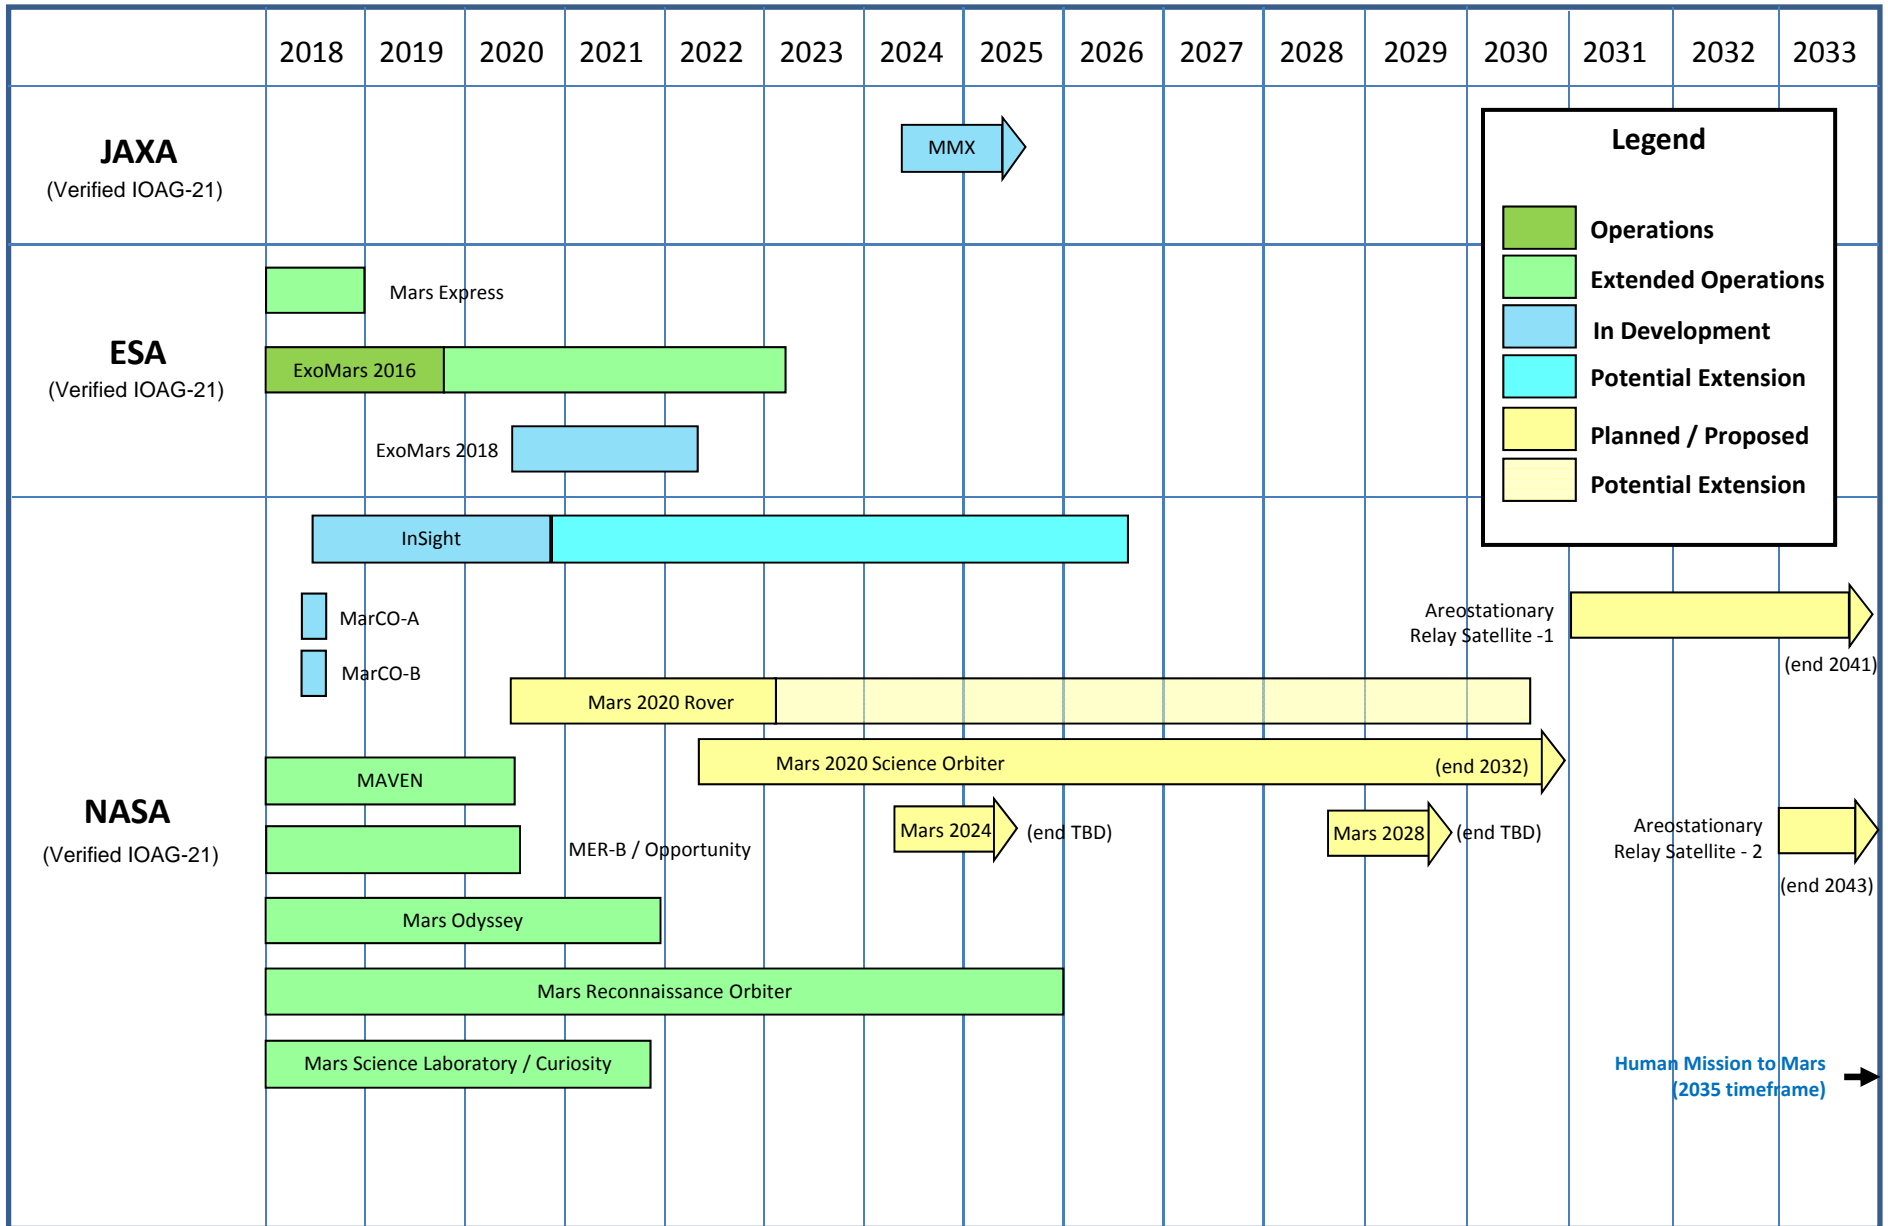 2018 2019 2020 2021 2022 2023 2024 2025 2026 2027 2028 2029 2030 2031 2032 2033
JAXA
(Verified IOAG-21)
MMX
Legend
Operations
Extended Operations
In Development
Potential Extension
Planned / Proposed
Potential Extension
ESA
(Verified IOAG-21)
Mars Express
ExoMars 2016
ExoMars 2018
NASA
(Verified IOAG-21)
InSight
MarCO-A
MarCO-B
Areostationary
Relay Satellite -1
(end 2041)
Mars 2020 Rover
Mars 2020 Science Orbiter
(end 2032)
MAVEN
Mars 2024
(end TBD)
Mars 2028
(end TBD)
MER-B / Opportunity
Areostationary
Relay Satellite - 2
(end 2043)
Mars Odyssey
Mars Reconnaissance Orbiter
Mars Science Laboratory / Curiosity
Human Mission to Mars
(2035 timeframe)